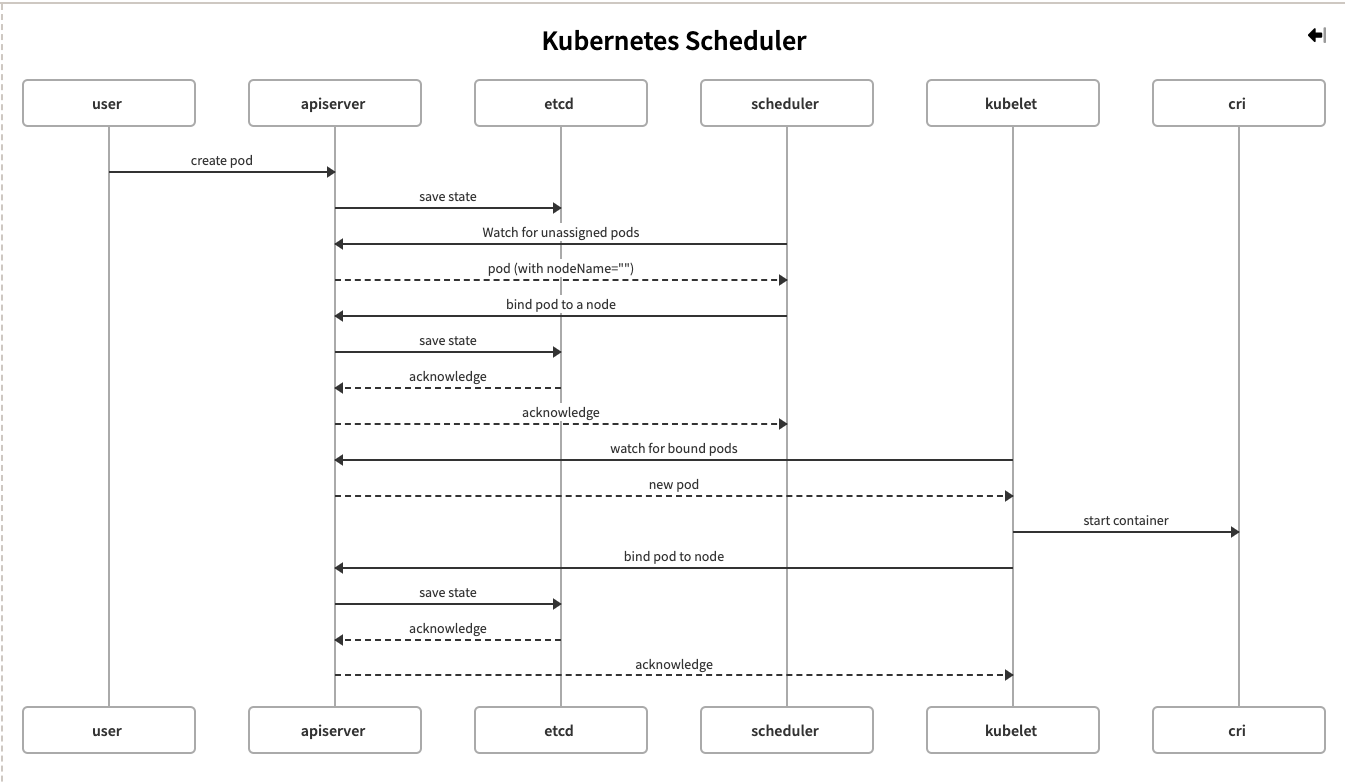 Kubernetes Scheduler
user apiserver etcd scheduler kubelet cri
create pod
save state
Watch for unassigned pods
pod (with nodeName="")
bind pod to a node
save state
acknowledge
acknowledge
watch for bound pods
new pod
start container
bind pod to node
save state
acknowledge
acknowledge
user apiserver etcd scheduler kubelet cri